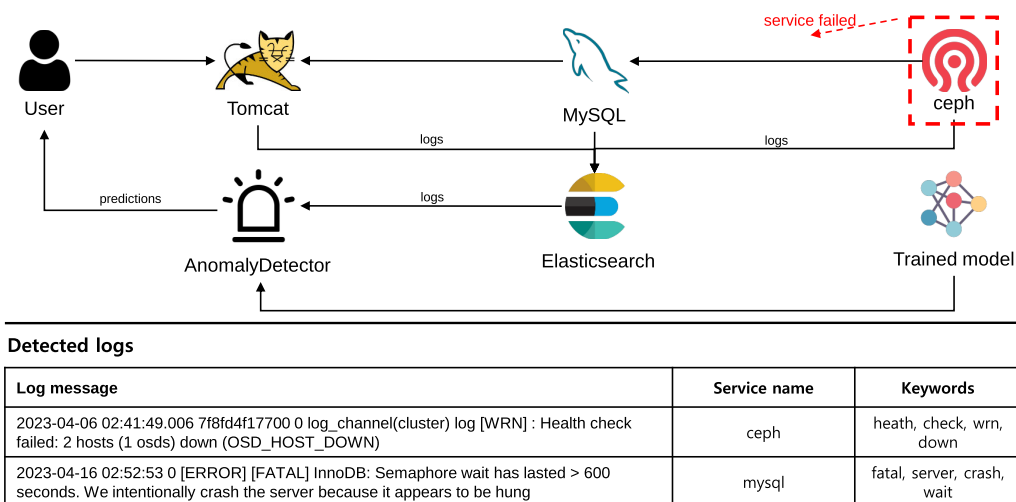 service failed
User
Tomcat
MySQL
ceph
logs
logs
predictions
logs
AnomalyDetector
Elasticsearch
Trained model
Detected logs
Log message
Service name
Keywords
2023-04-06 02:41:49.006 7f8fd4f17700 0 log_channel(cluster) log [WRN] : Health check
failed: 2 hosts (1 osds) down (OSD_HOST_DOWN)
ceph
heath, check, wrn,
down
2023-04-16 02:52:53 0 [ERROR] [FATAL] InnoDB: Semaphore wait has lasted > 600
seconds. We intentionally crash the server because it appears to be hung
mysql
fatal, server, crash,
wait